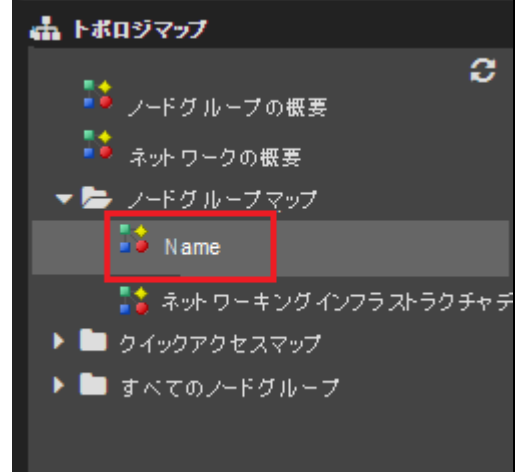 トポロジマップ
ノードグループの概要
ネットワークの概要
ノードグループマップ
Name
ネットワーキングインフラストラクチャデ
クイックアクセスマップ
すべてのノードグループ